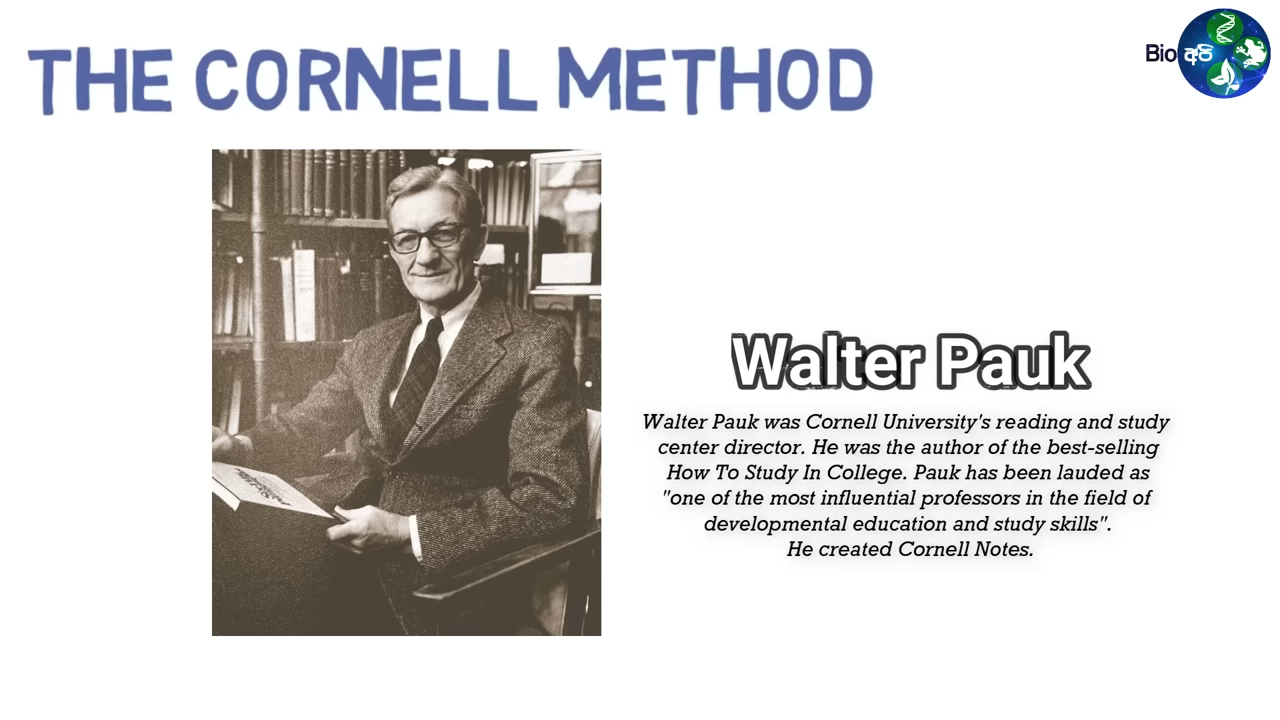 THE CORNELL METHOD
Bio
Walter Pauk
Walter Pauk was Cornell University's reading and study
center director. He was the author of the best-selling
How To Study In College. Pauk has been lauded as
"one of the most influential professors in the field of
developmental education and study skills".
He created Cornell Notes.